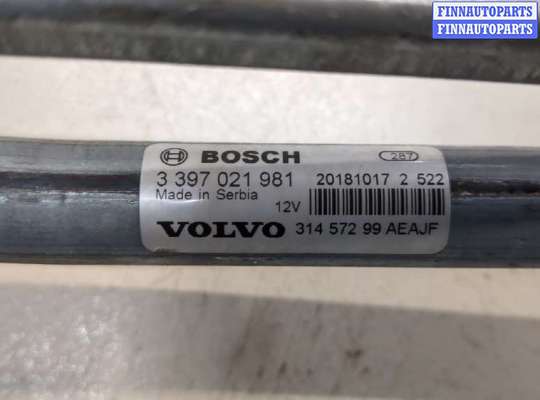 FINNAUTOPARTS
FINNAUTOPARTS
BOSCH 287
3 397 021 981 20181017 2 522
Made in Serbia
12V
VOLVO 314 572 99 AEAJF